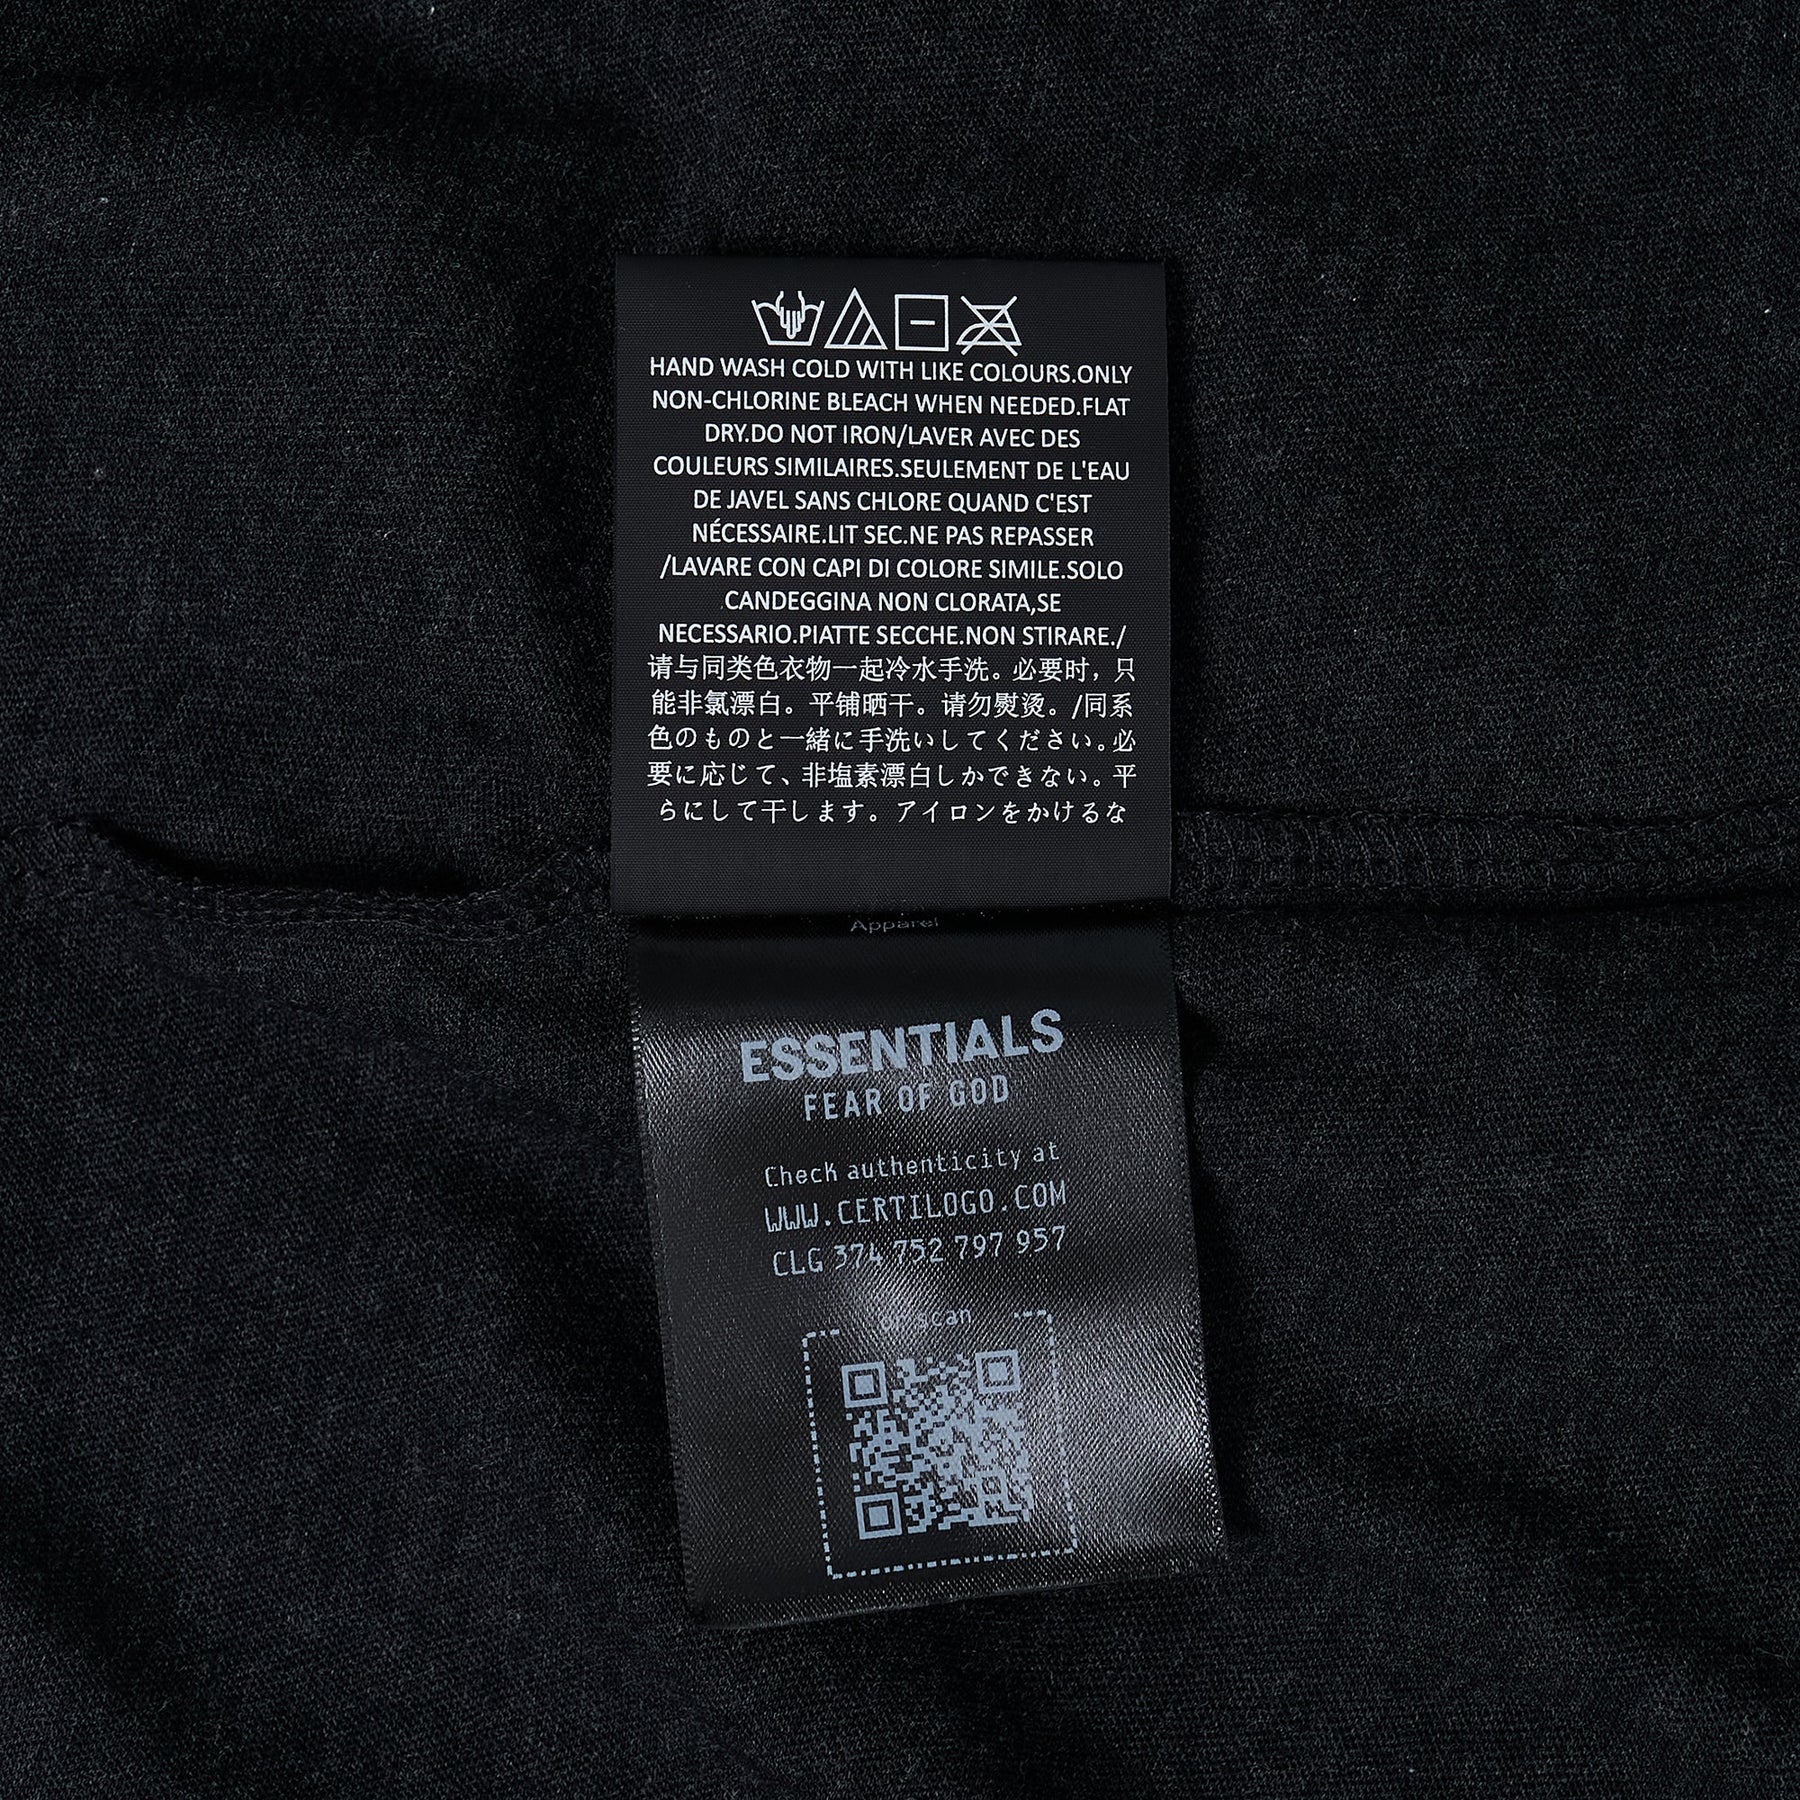 HAND WASH COLD WITH LIKE COLOURS.ONLY
NON-CHLORINE BLEACH WHEN NEEDED.FLAT
DRY.DO NOT IRON/LAVER AVEC DES
COULEURS SIMILAIRES.SEULEMENT DE L'EAU
DE JAVEL SANS CHLORE QUAND C'EST
NÉCESSAIRE.LIT SEC.NE PAS REPASSER
/LAVARE CON CAPI DI COLORE SIMILE.SOLO
CANDEGGINA NON CLORATA,SE
NECESSARIO.PIATTE SECCHE.NON STIRARE./
请与同类色衣物一起冷水手洗。必要时，只
能非氯漂白。平铺晒干。请勿熨烫。/同系
色のものと一緒に手洗いしてください。必
要に応じて、非塩素漂白しかできない。平
らにして干します。アイロンをかけるな
Apparel
ESSENTIALS
FEAR OF GOD
Check authenticity at
WWW.CERTILOGO.COM
CLG 374 752 797 957
or scan